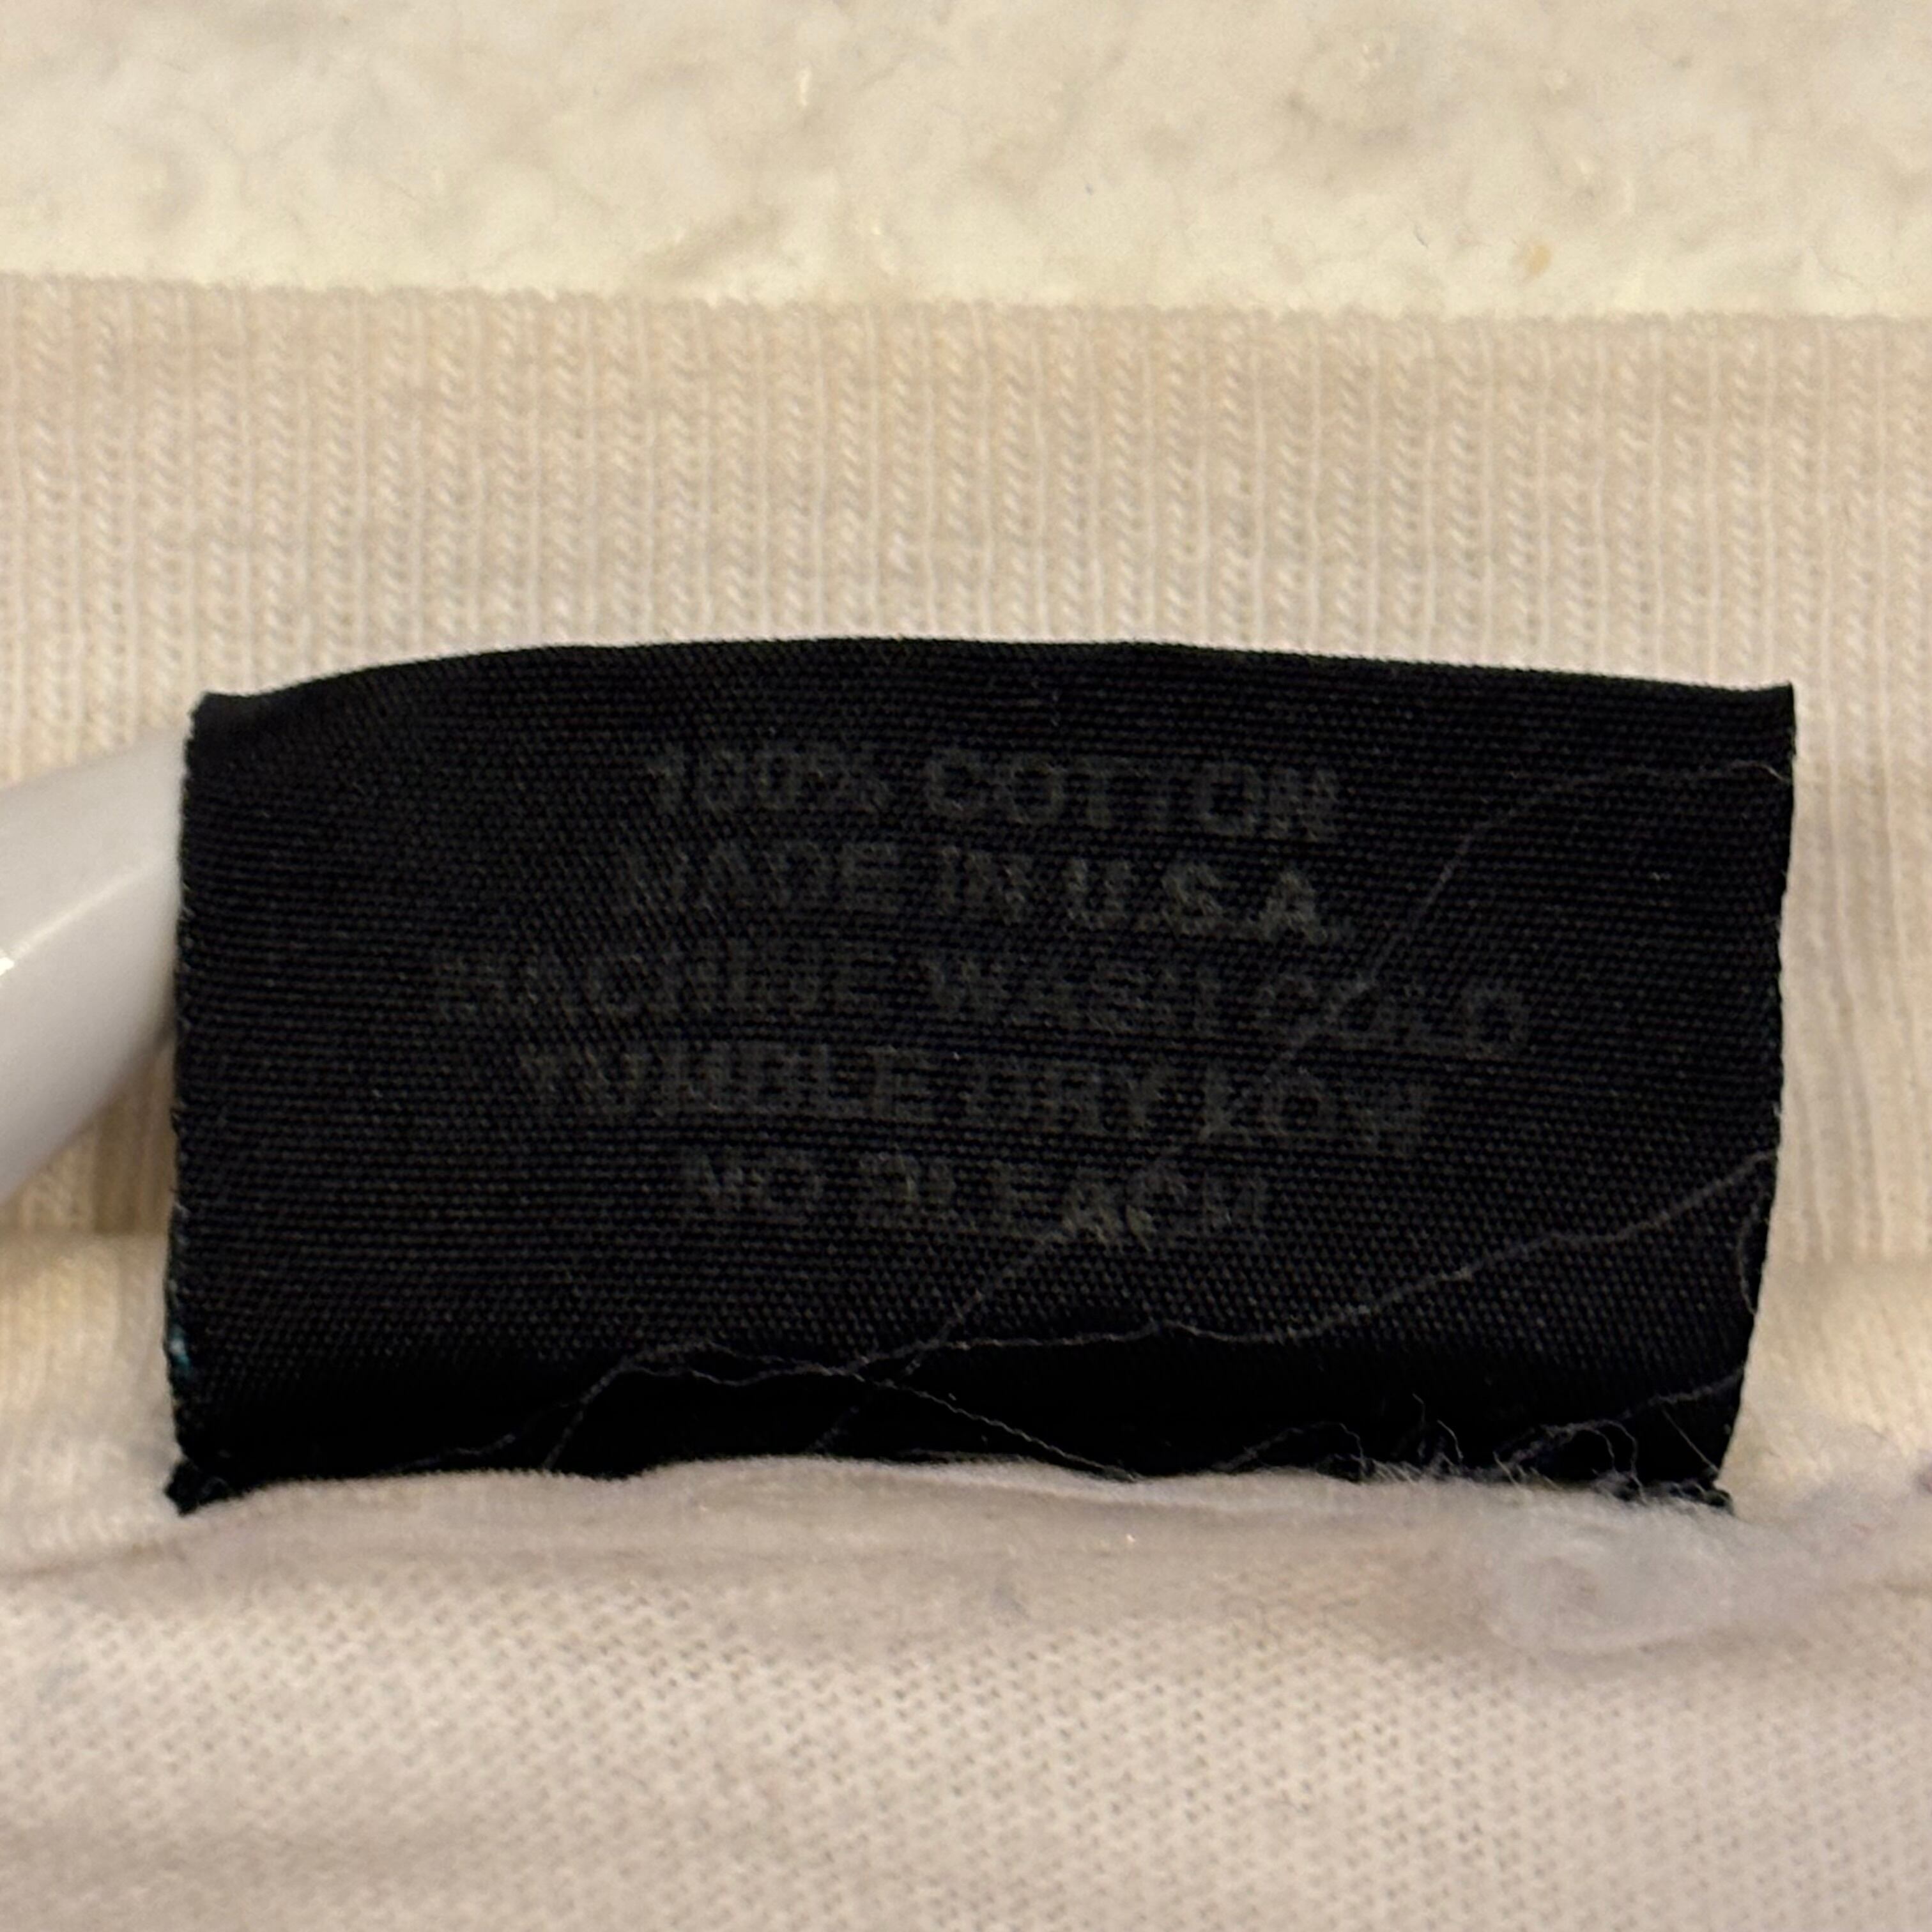 100% COTTON
MADE IN U.S.A.
MACHINE WASH COLD
TUMBLE DRY LOW
NO BLEACH